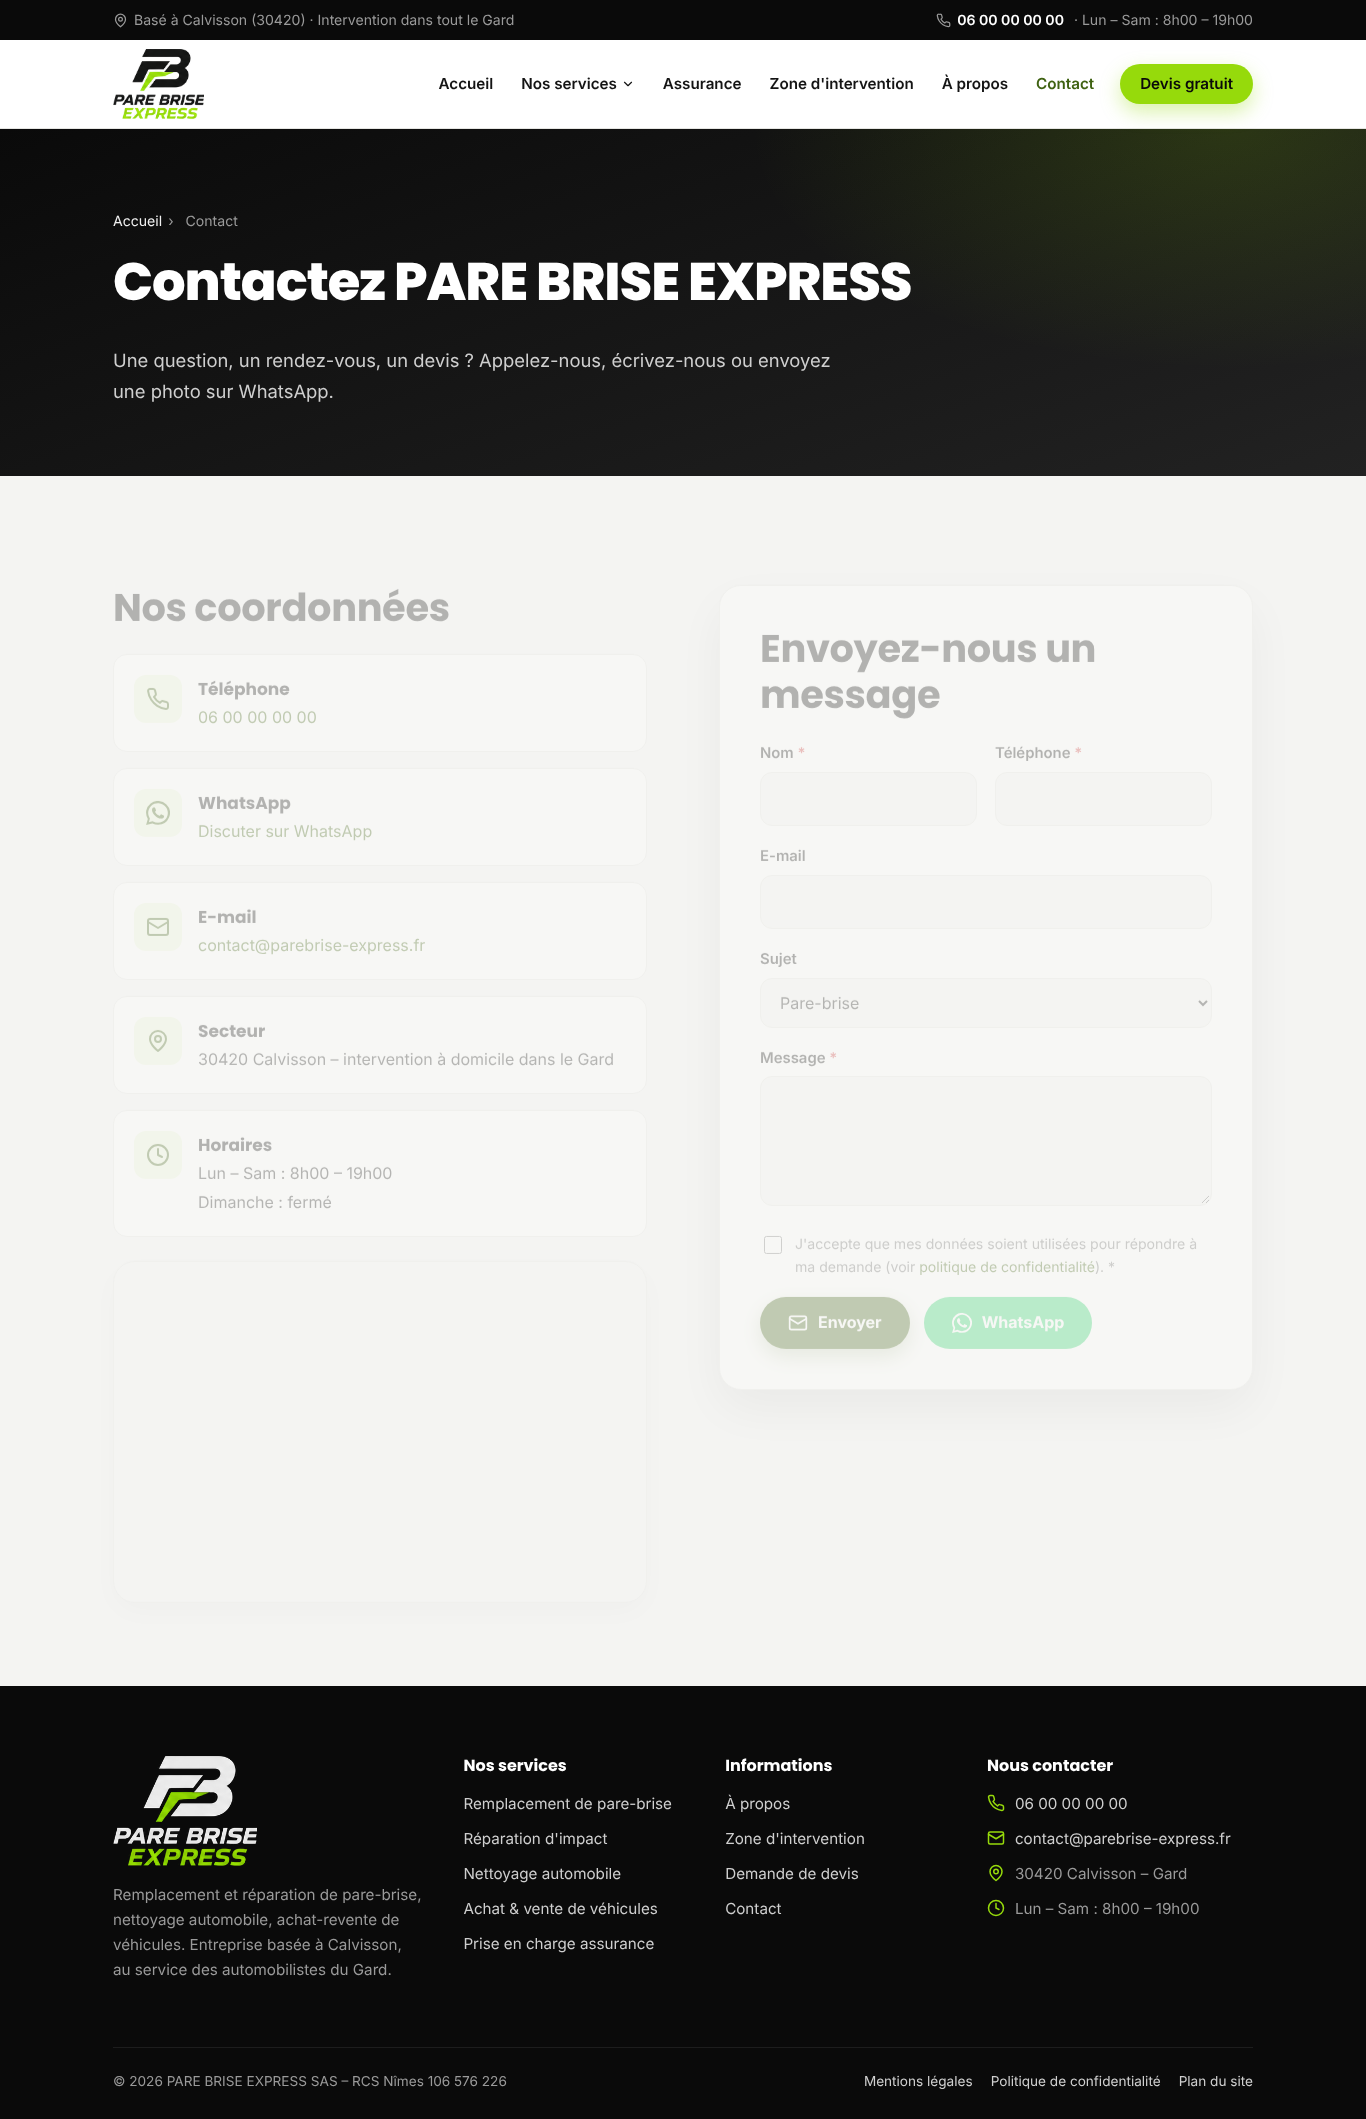 Basé à Calvisson (30420) · Intervention dans tout le Gard
06 00 00 00 00 · Lun – Sam : 8h00 – 19h00
PARE BRISE
EXPRESS
Accueil
Nos services
Assurance
Zone d'intervention
À propos
Contact
Devis gratuit
Accueil › Contact
Contactez PARE BRISE EXPRESS
Une question, un rendez-vous, un devis ? Appelez-nous, écrivez-nous ou envoyez
une photo sur WhatsApp.
Nos coordonnées
Téléphone
06 00 00 00 00
WhatsApp
Discuter sur WhatsApp
E-mail
contact@parebrise-express.fr
Secteur
30420 Calvisson – intervention à domicile dans le Gard
Horaires
Lun – Sam : 8h00 – 19h00
Dimanche : fermé
Envoyez-nous un
message
Nom *
Téléphone *
E-mail
Sujet
Pare-brise
Message *
J'accepte que mes données soient utilisées pour répondre à
ma demande (voir politique de confidentialité). *
Envoyer
WhatsApp
PARE BRISE
EXPRESS
Remplacement et réparation de pare-brise,
nettoyage automobile, achat-revente de
véhicules. Entreprise basée à Calvisson,
au service des automobilistes du Gard.
Nos services
Remplacement de pare-brise
Réparation d'impact
Nettoyage automobile
Achat & vente de véhicules
Prise en charge assurance
Informations
À propos
Zone d'intervention
Demande de devis
Contact
Nous contacter
06 00 00 00 00
contact@parebrise-express.fr
30420 Calvisson – Gard
Lun – Sam : 8h00 – 19h00
© 2026 PARE BRISE EXPRESS SAS – RCS Nîmes 106 576 226
Mentions légales
Politique de confidentialité
Plan du site